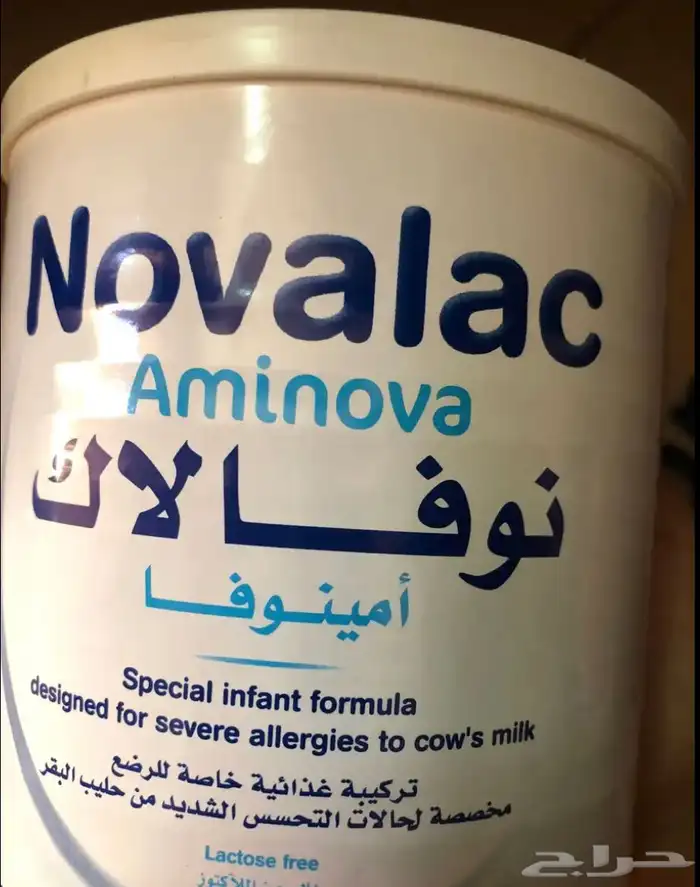 Novalac
Aminova
نوفالاك
أمينوفا
Special infant formula
designed for severe allergies to cow's milk
تركيبة غذائية خاصة للرضع
مخصصة لحالات التحسس الشديد من حليب البقر
Lactose free
حراج